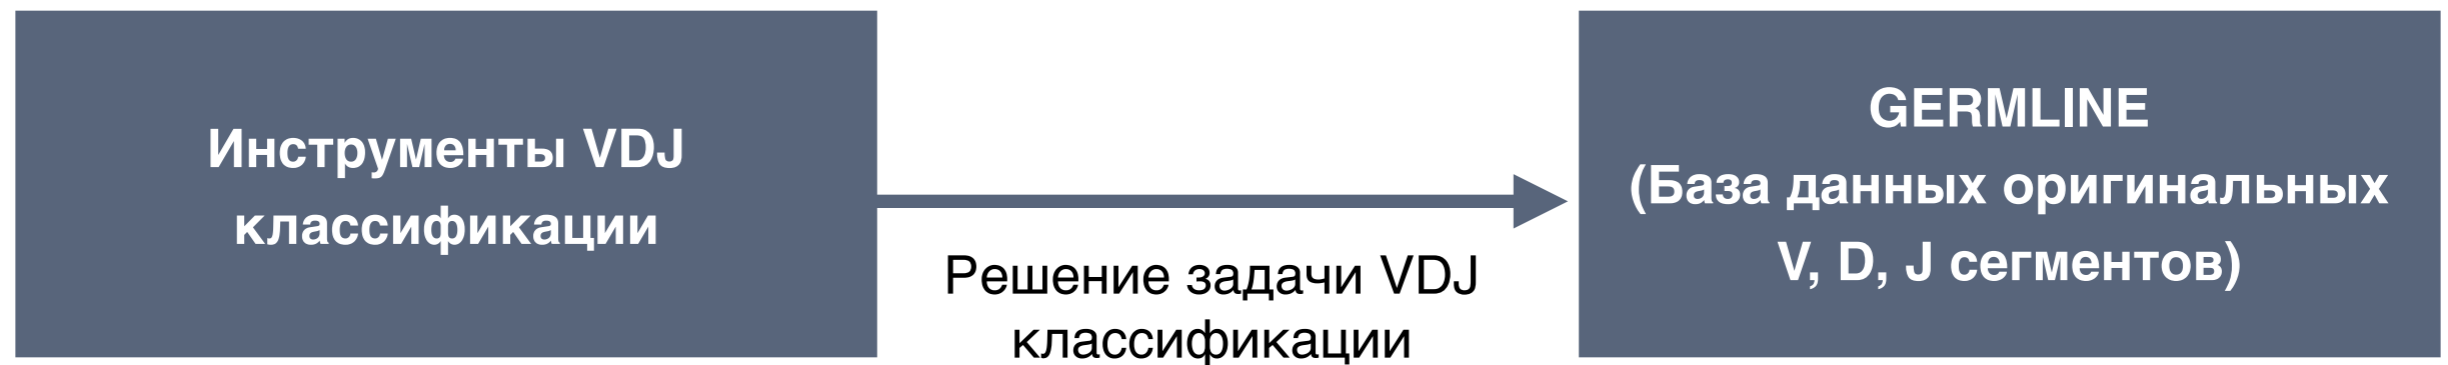 Инструменты VDJ
классификации
Решение задачи VDJ
классификации
GERMLINE
(База данных оригинальных
V, D, J сегментов)